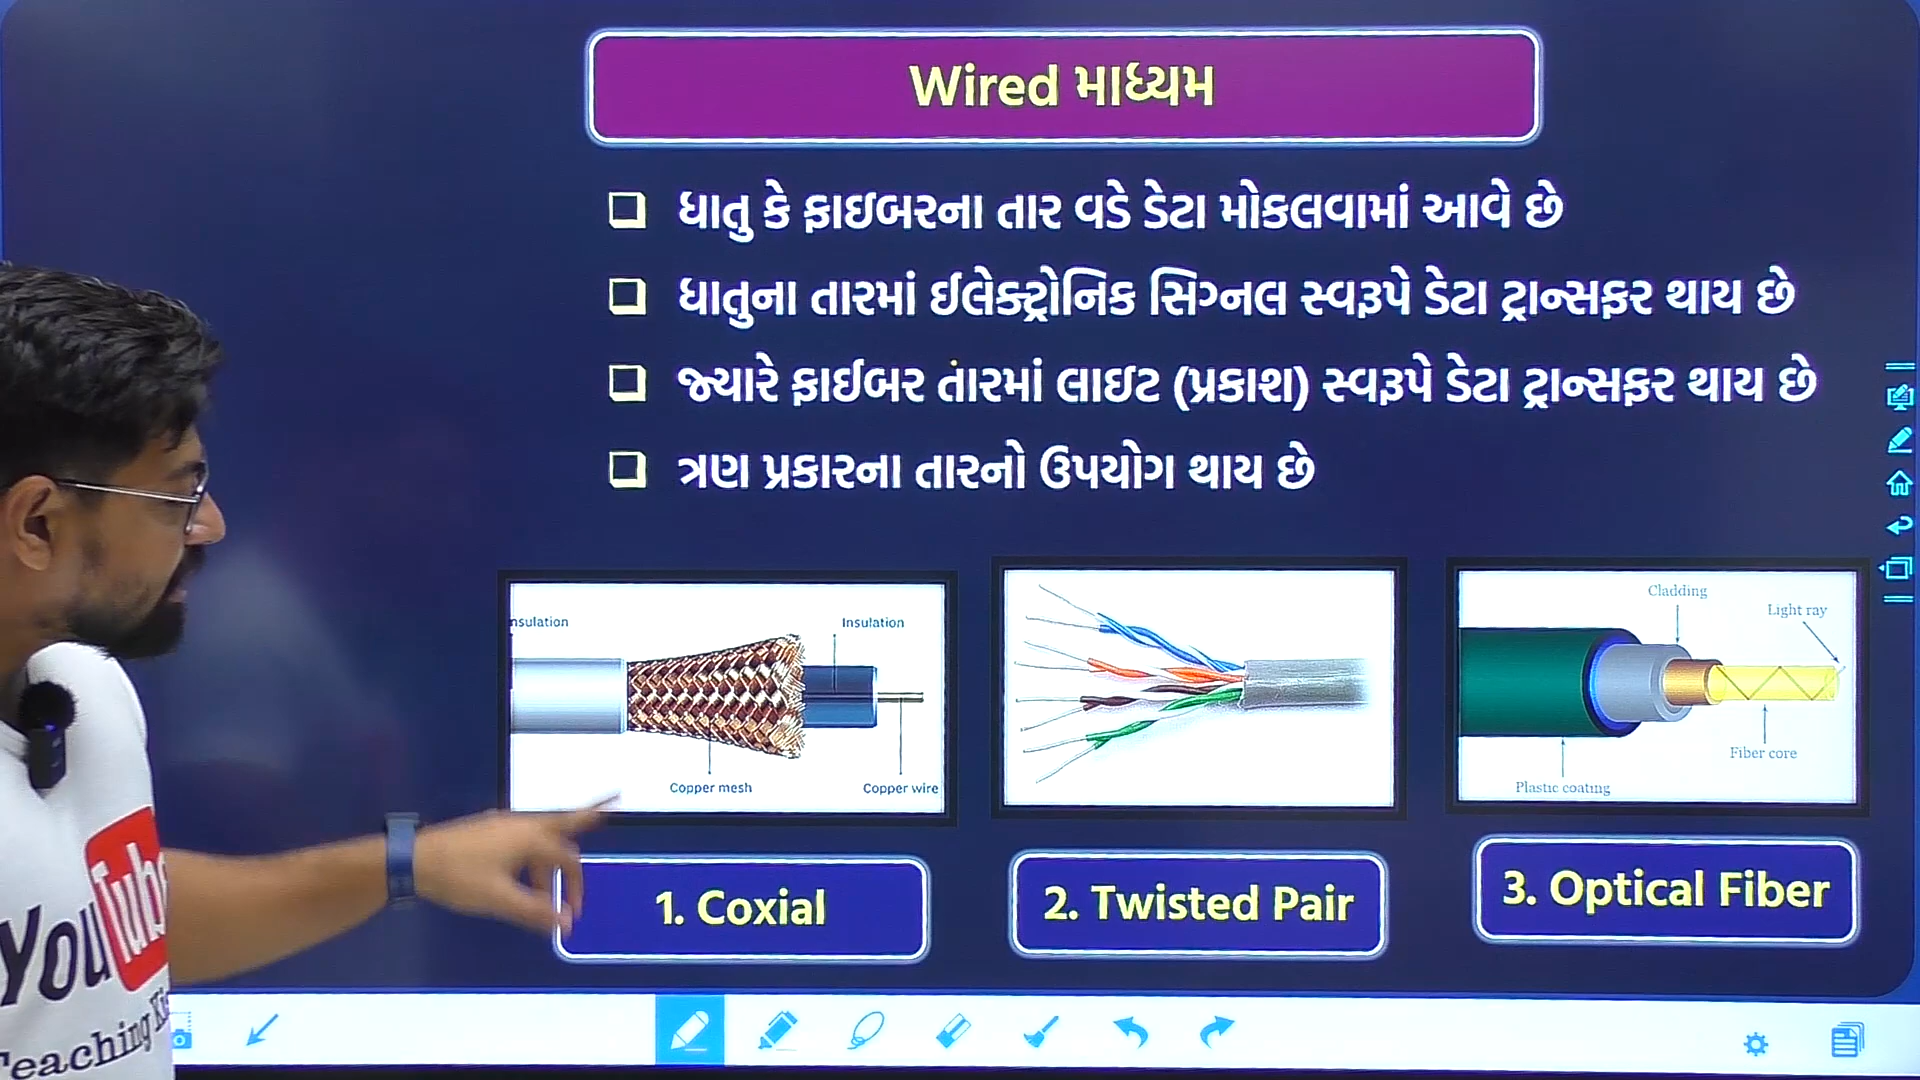 Wired માધ્યમ
ધાતુ કે ફાઇબરના તાર વડે ડેટા મોકલવામાં આવે છે
ધાતુના તારમાં ઈલેક્ટ્રોનિક સિગ્નલ સ્વરૂપે ડેટા ટ્રાન્સફર થાય છે
જ્યારે ફાઈબર તારમાં લાઇટ (પ્રકાશ) સ્વરૂપે ડેટા ટ્રાન્સફર થાય છે
ત્રણ પ્રકારના તારનો ઉપયોગ થાય છે
nsulation
Insulation
Copper mesh
Copper wire
Cladding
Light ray
Fiber core
Plastic coating
1. Coxial
2. Twisted Pair
3. Optical Fiber
YouTube
Teaching